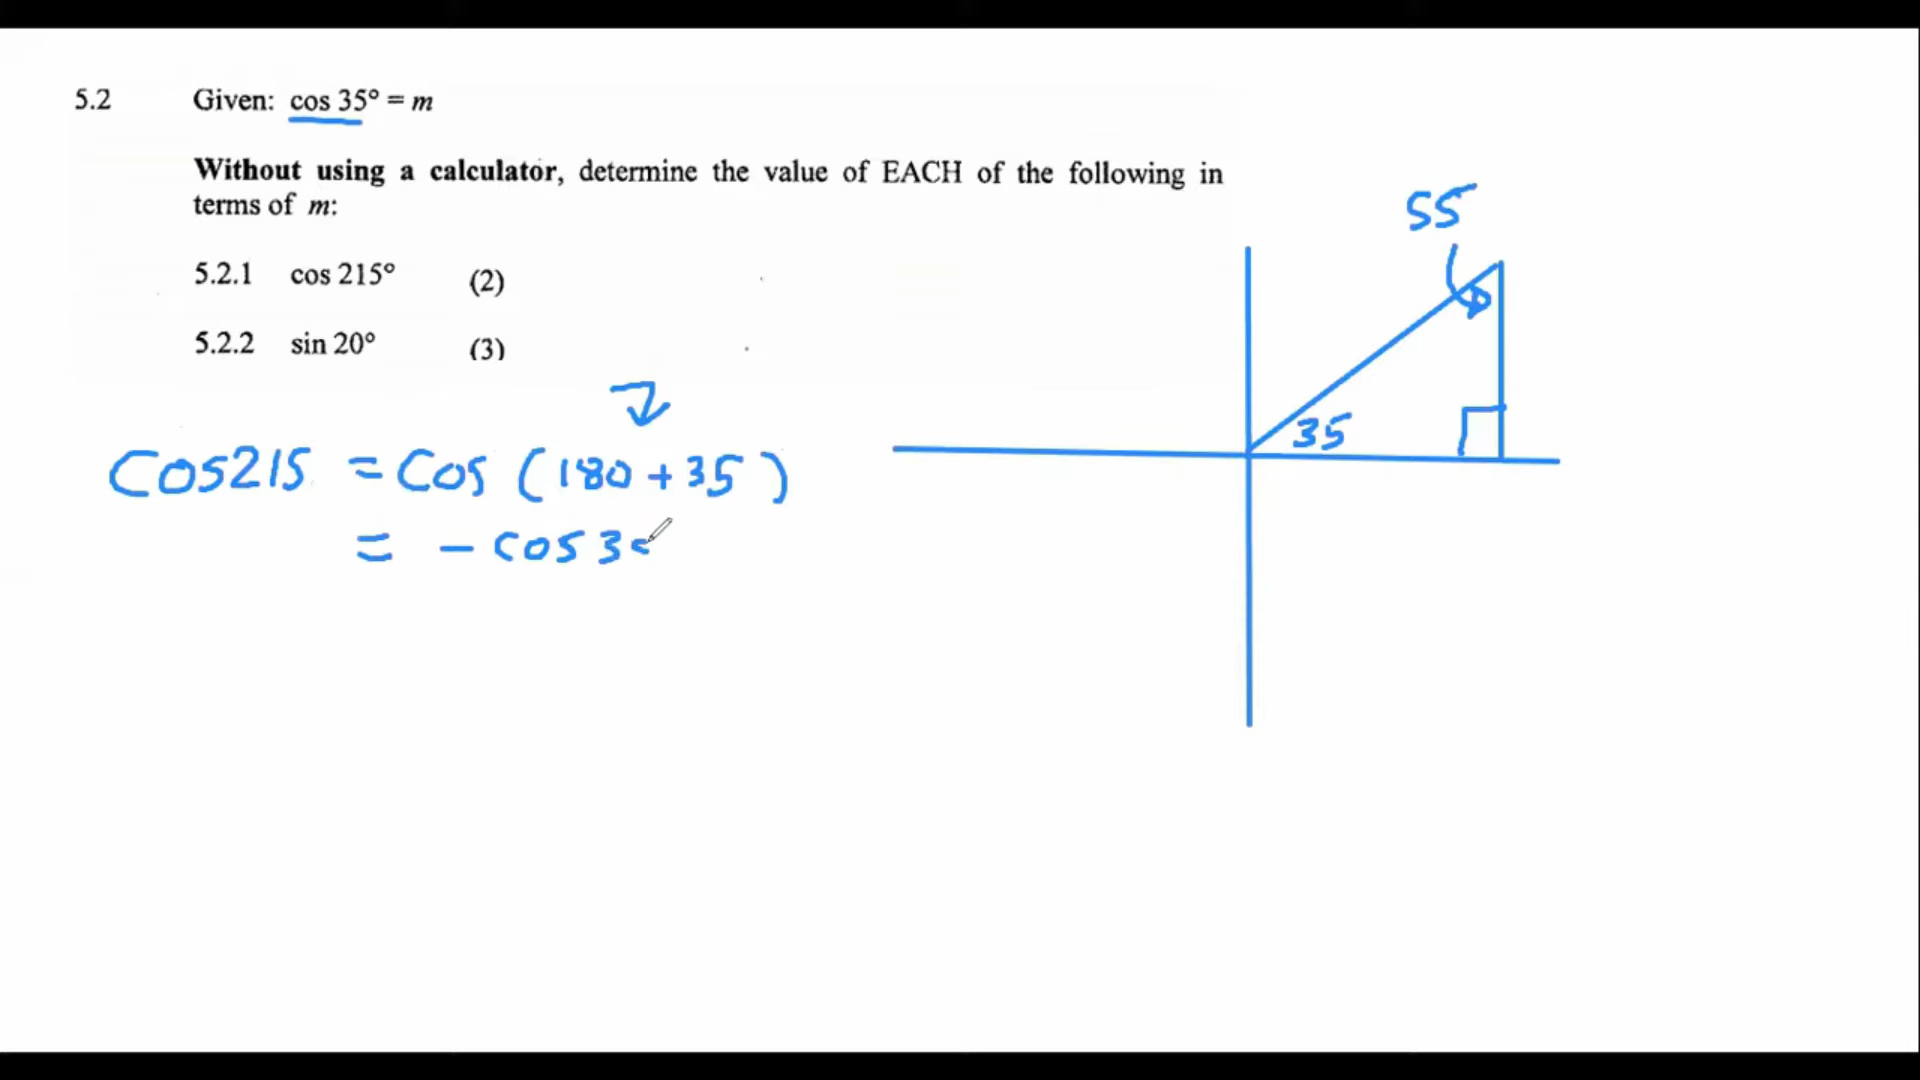 5.2 Given: cos 35° = m
Without using a calculator, determine the value of EACH of the following in
terms of m:
5.2.1 cos 215° (2)
5.2.2 sin 20° (3)
55
35
COS215 = COS (180 + 35)
= - COS 3